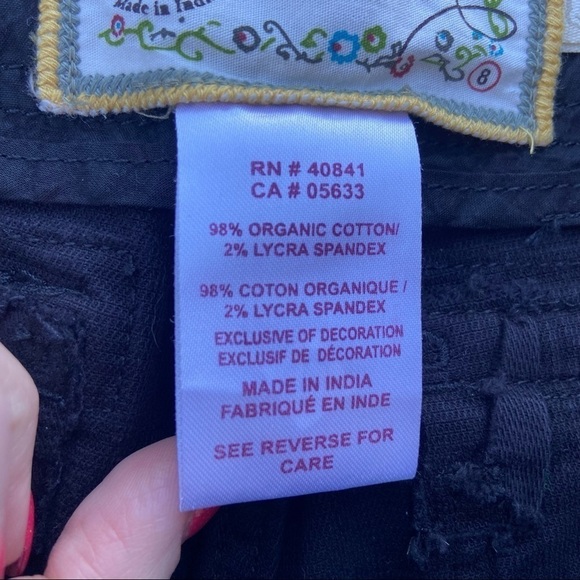 Made in India
8
RN # 40841
CA # 05633
98% ORGANIC COTTON/
2% LYCRA SPANDEX
98% COTON ORGANIQUE /
2% LYCRA SPANDEX
EXCLUSIVE OF DECORATION
EXCLUSIF DE DÉCORATION
MADE IN INDIA
FABRIQUÉ EN INDE
SEE REVERSE FOR
CARE